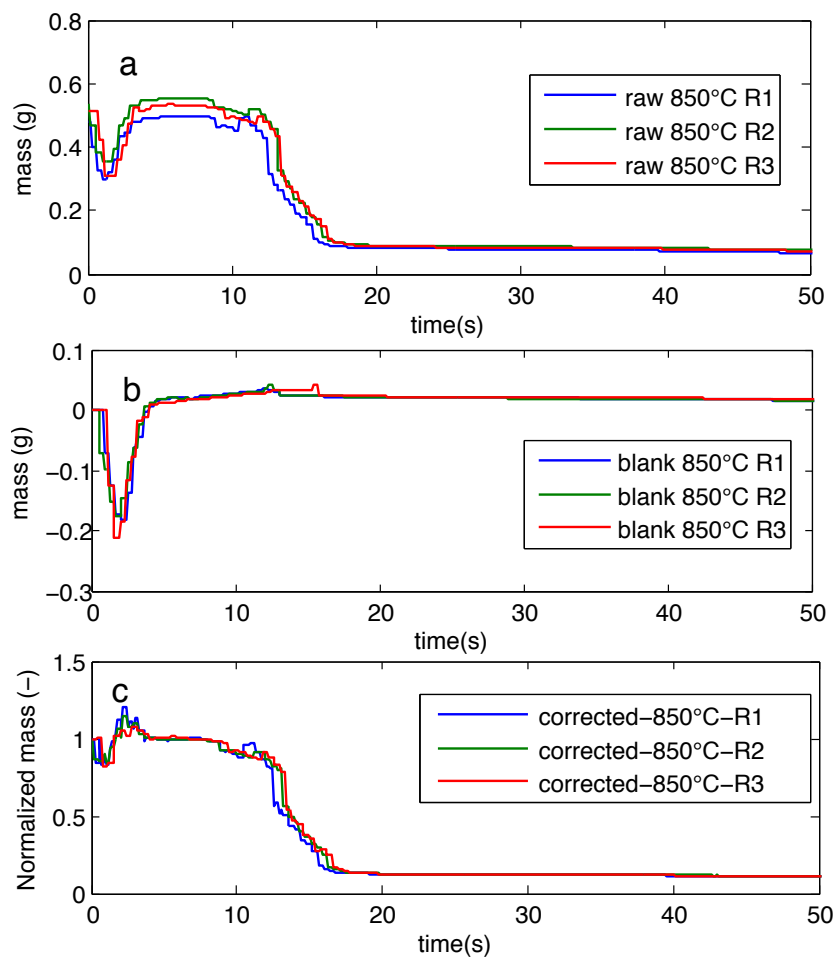 0.8
a
0.6
mass (g)
0.4
0.2
0
raw 850°C R1
raw 850°C R2
raw 850°C R3
0 10 20 30 40 50
time(s)
0.1
b
0
mass (g)
−0.1
−0.2
−0.3
blank 850°C R1
blank 850°C R2
blank 850°C R3
0 10 20 30 40 50
time(s)
1.5
c
Normalized mass (−)
1
0.5
0
corrected−850°C−R1
corrected−850°C−R2
corrected−850°C−R3
0 10 20 30 40 50
time(s)